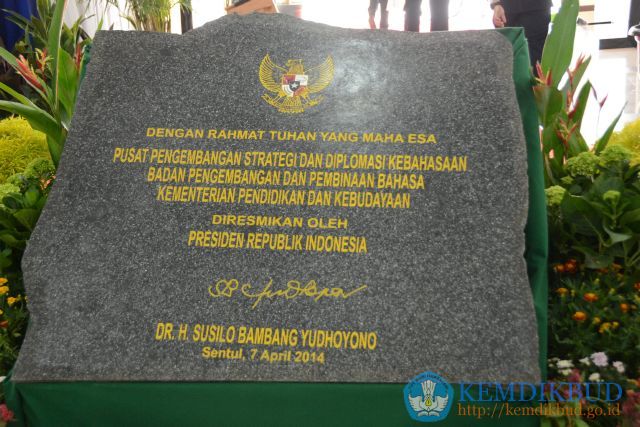 DENGAN RAHMAT TUHAN YANG MAHA ESA
PUSAT PENGEMBANGAN STRATEGI DAN DIPLOMASI KEBAHASAAN
BADAN PENGEMBANGAN DAN PEMBINAAN BAHASA
KEMENTERIAN PENDIDIKAN DAN KEBUDAYAAN
DIRESMIKAN OLEH
PRESIDEN REPUBLIK INDONESIA
DR. H. SUSILO BAMBANG YUDHOYONO
Sentul, 7 April 2014
KEMDIKBUD
http://kemdikbud.go.id